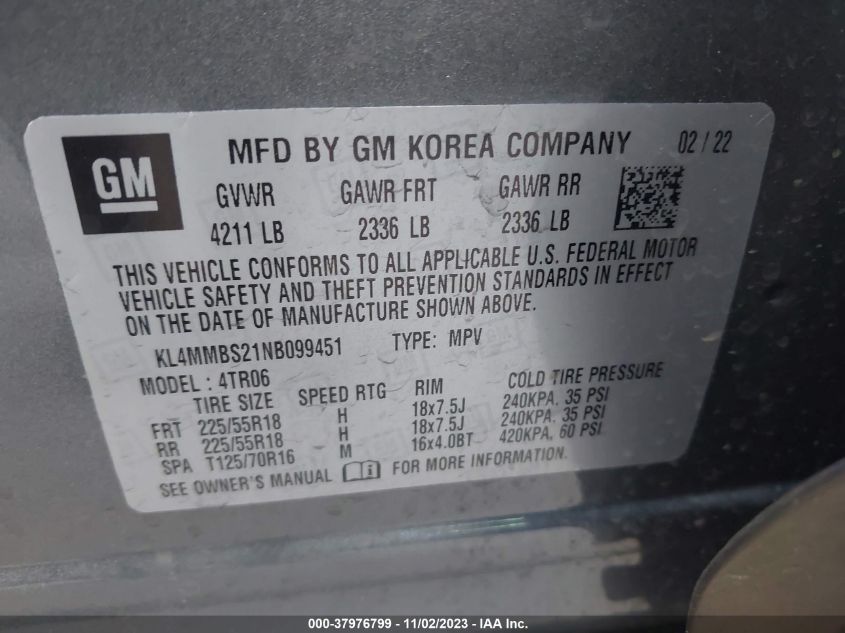 GM
MFD BY GM KOREA COMPANY 02 / 22
GVWR GAWR FRT GAWR RR
4211 LB 2336 LB 2336 LB
THIS VEHICLE CONFORMS TO ALL APPLICABLE U.S. FEDERAL MOTOR
VEHICLE SAFETY AND THEFT PREVENTION STANDARDS IN EFFECT
ON THE DATE OF MANUFACTURE SHOWN ABOVE.
KL4MMBS21NB099451 TYPE: MPV
MODEL : 4TR06
TIRE SIZE SPEED RTG RIM COLD TIRE PRESSURE
FRT 225/55R18 H 18x7.5J 240KPA, 35 PSI
RR 225/55R18 H 18x7.5J 240KPA, 35 PSI
SPA T125/70R16 M 16x4.0BT 420KPA, 60 PSI
SEE OWNER'S MANUAL FOR MORE INFORMATION.
000-37976799 - 11/02/2023 - IAA Inc.